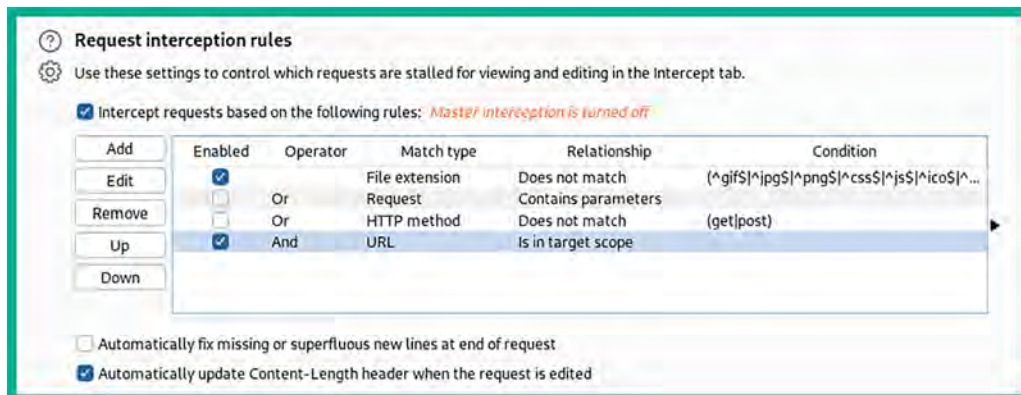 Request interception rules
Use these settings to control which requests are stalled for viewing and editing in the Intercept tab.
Intercept requests based on the following rules: Master interception is turned off
Add
Edit
Remove
Up
Down
Enabled Operator Match type Relationship Condition
File extension Does not match (^gif$|^jpg$|^png$|^css$|^js$|^ico$|^...
Or Request Contains parameters
Or HTTP method Does not match (get|post)
And URL Is in target scope
Automatically fix missing or superfluous new lines at end of request
Automatically update Content-Length header when the request is edited